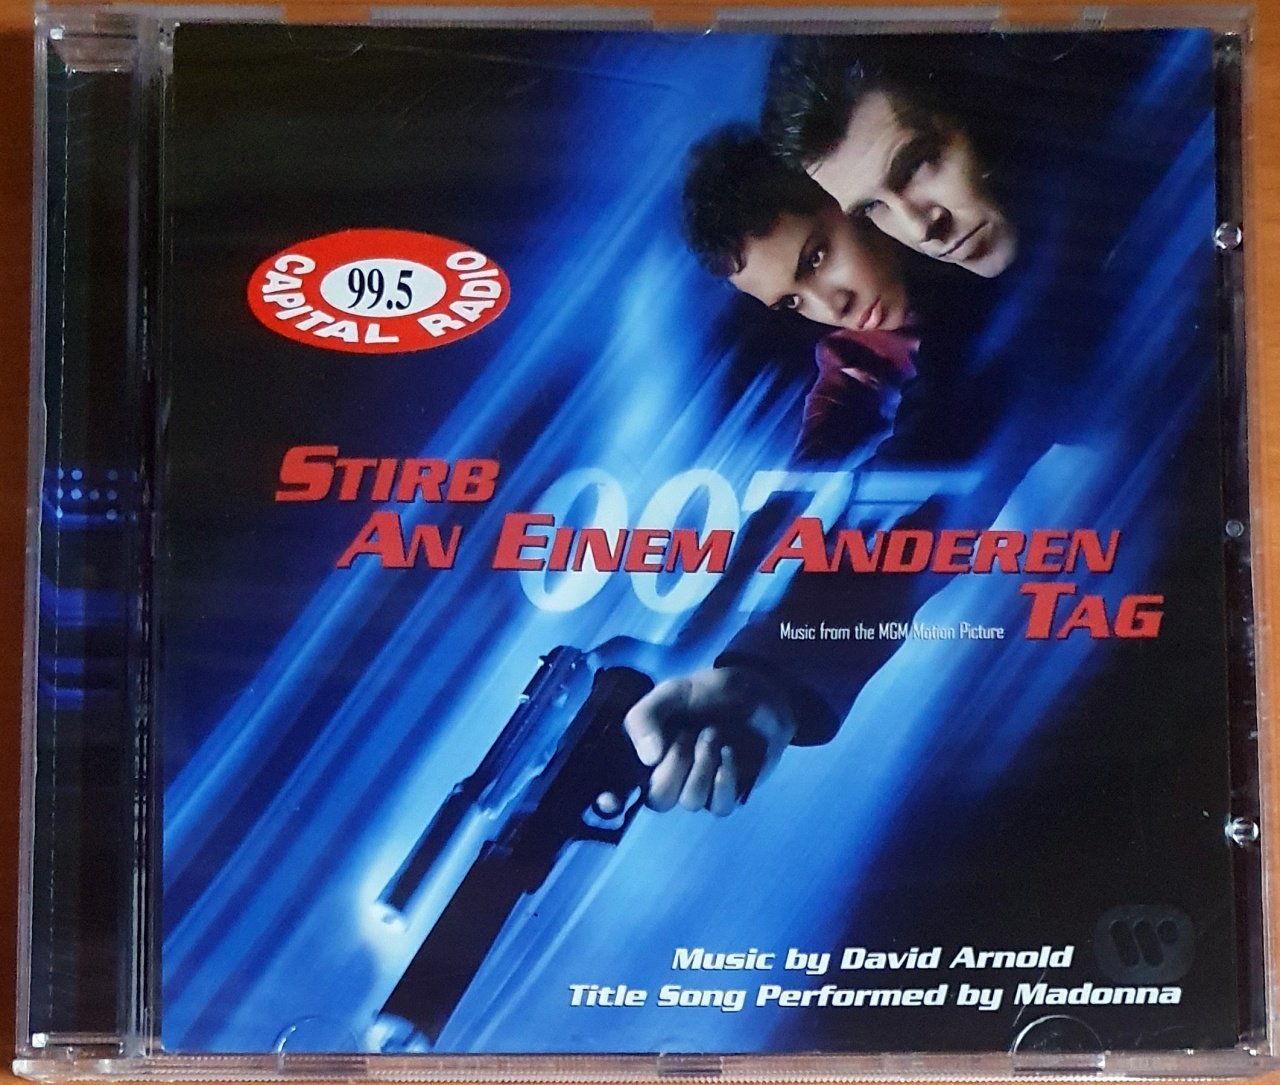 CAPITAL RADIO
99.5
STIRB
007
AN EINEM ANDEREN
TAG
Music from the MGM Motion Picture
Music by David Arnold
Title Song Performed by Madonna